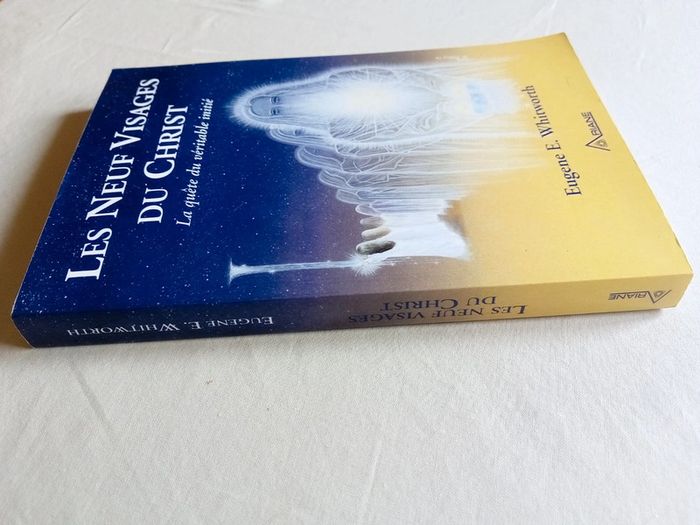 LES NEUF VISAGES
DU CHRIST
La quête du véritable initié
Eugene E. Whitworth
ARIANE
EUGENE E. WHITWORTH
LES NEUF VISAGES
DU CHRIST
ARIANE